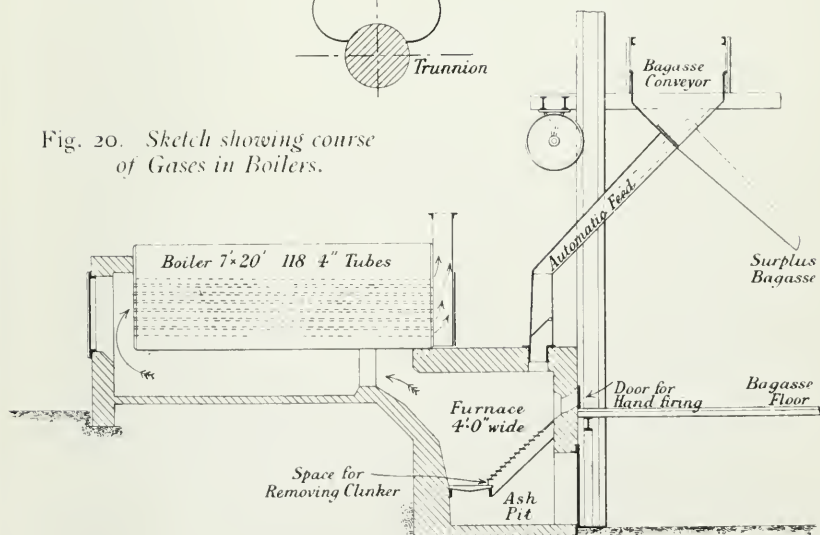 Trunnion
Bagasse
Conveyor
Fig. 20. Sketch showing course
of Gases in Boilers.
Automatic Feed
Boiler 7'×20' 118 4" Tubes
Surplus
Bagasse
Door for
Hand firing
Bagasse
Floor
Furnace
4'.0" wide
Space for
Removing Clinker
Ash
Pit